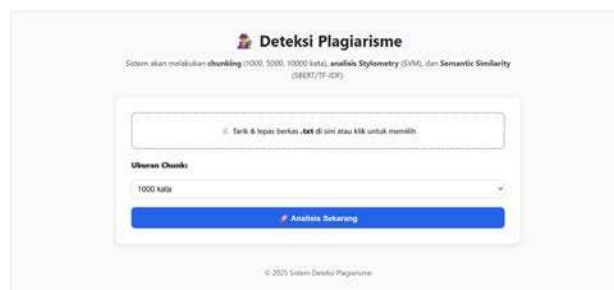 Deteksi Plagiarisme
Sistem akan melakukan chunking (1000, 5000, 10000 kata), analisis Stylometry (SVM), dan Semantic Similarity
(SBERT/TF-IDF)
Tarik & lepas berkas .txt di sini atau klik untuk memilih
Ukuran Chunk:
1000 kata
Analisis Sekarang
© 2025 Sistem Deteksi Plagiarisme